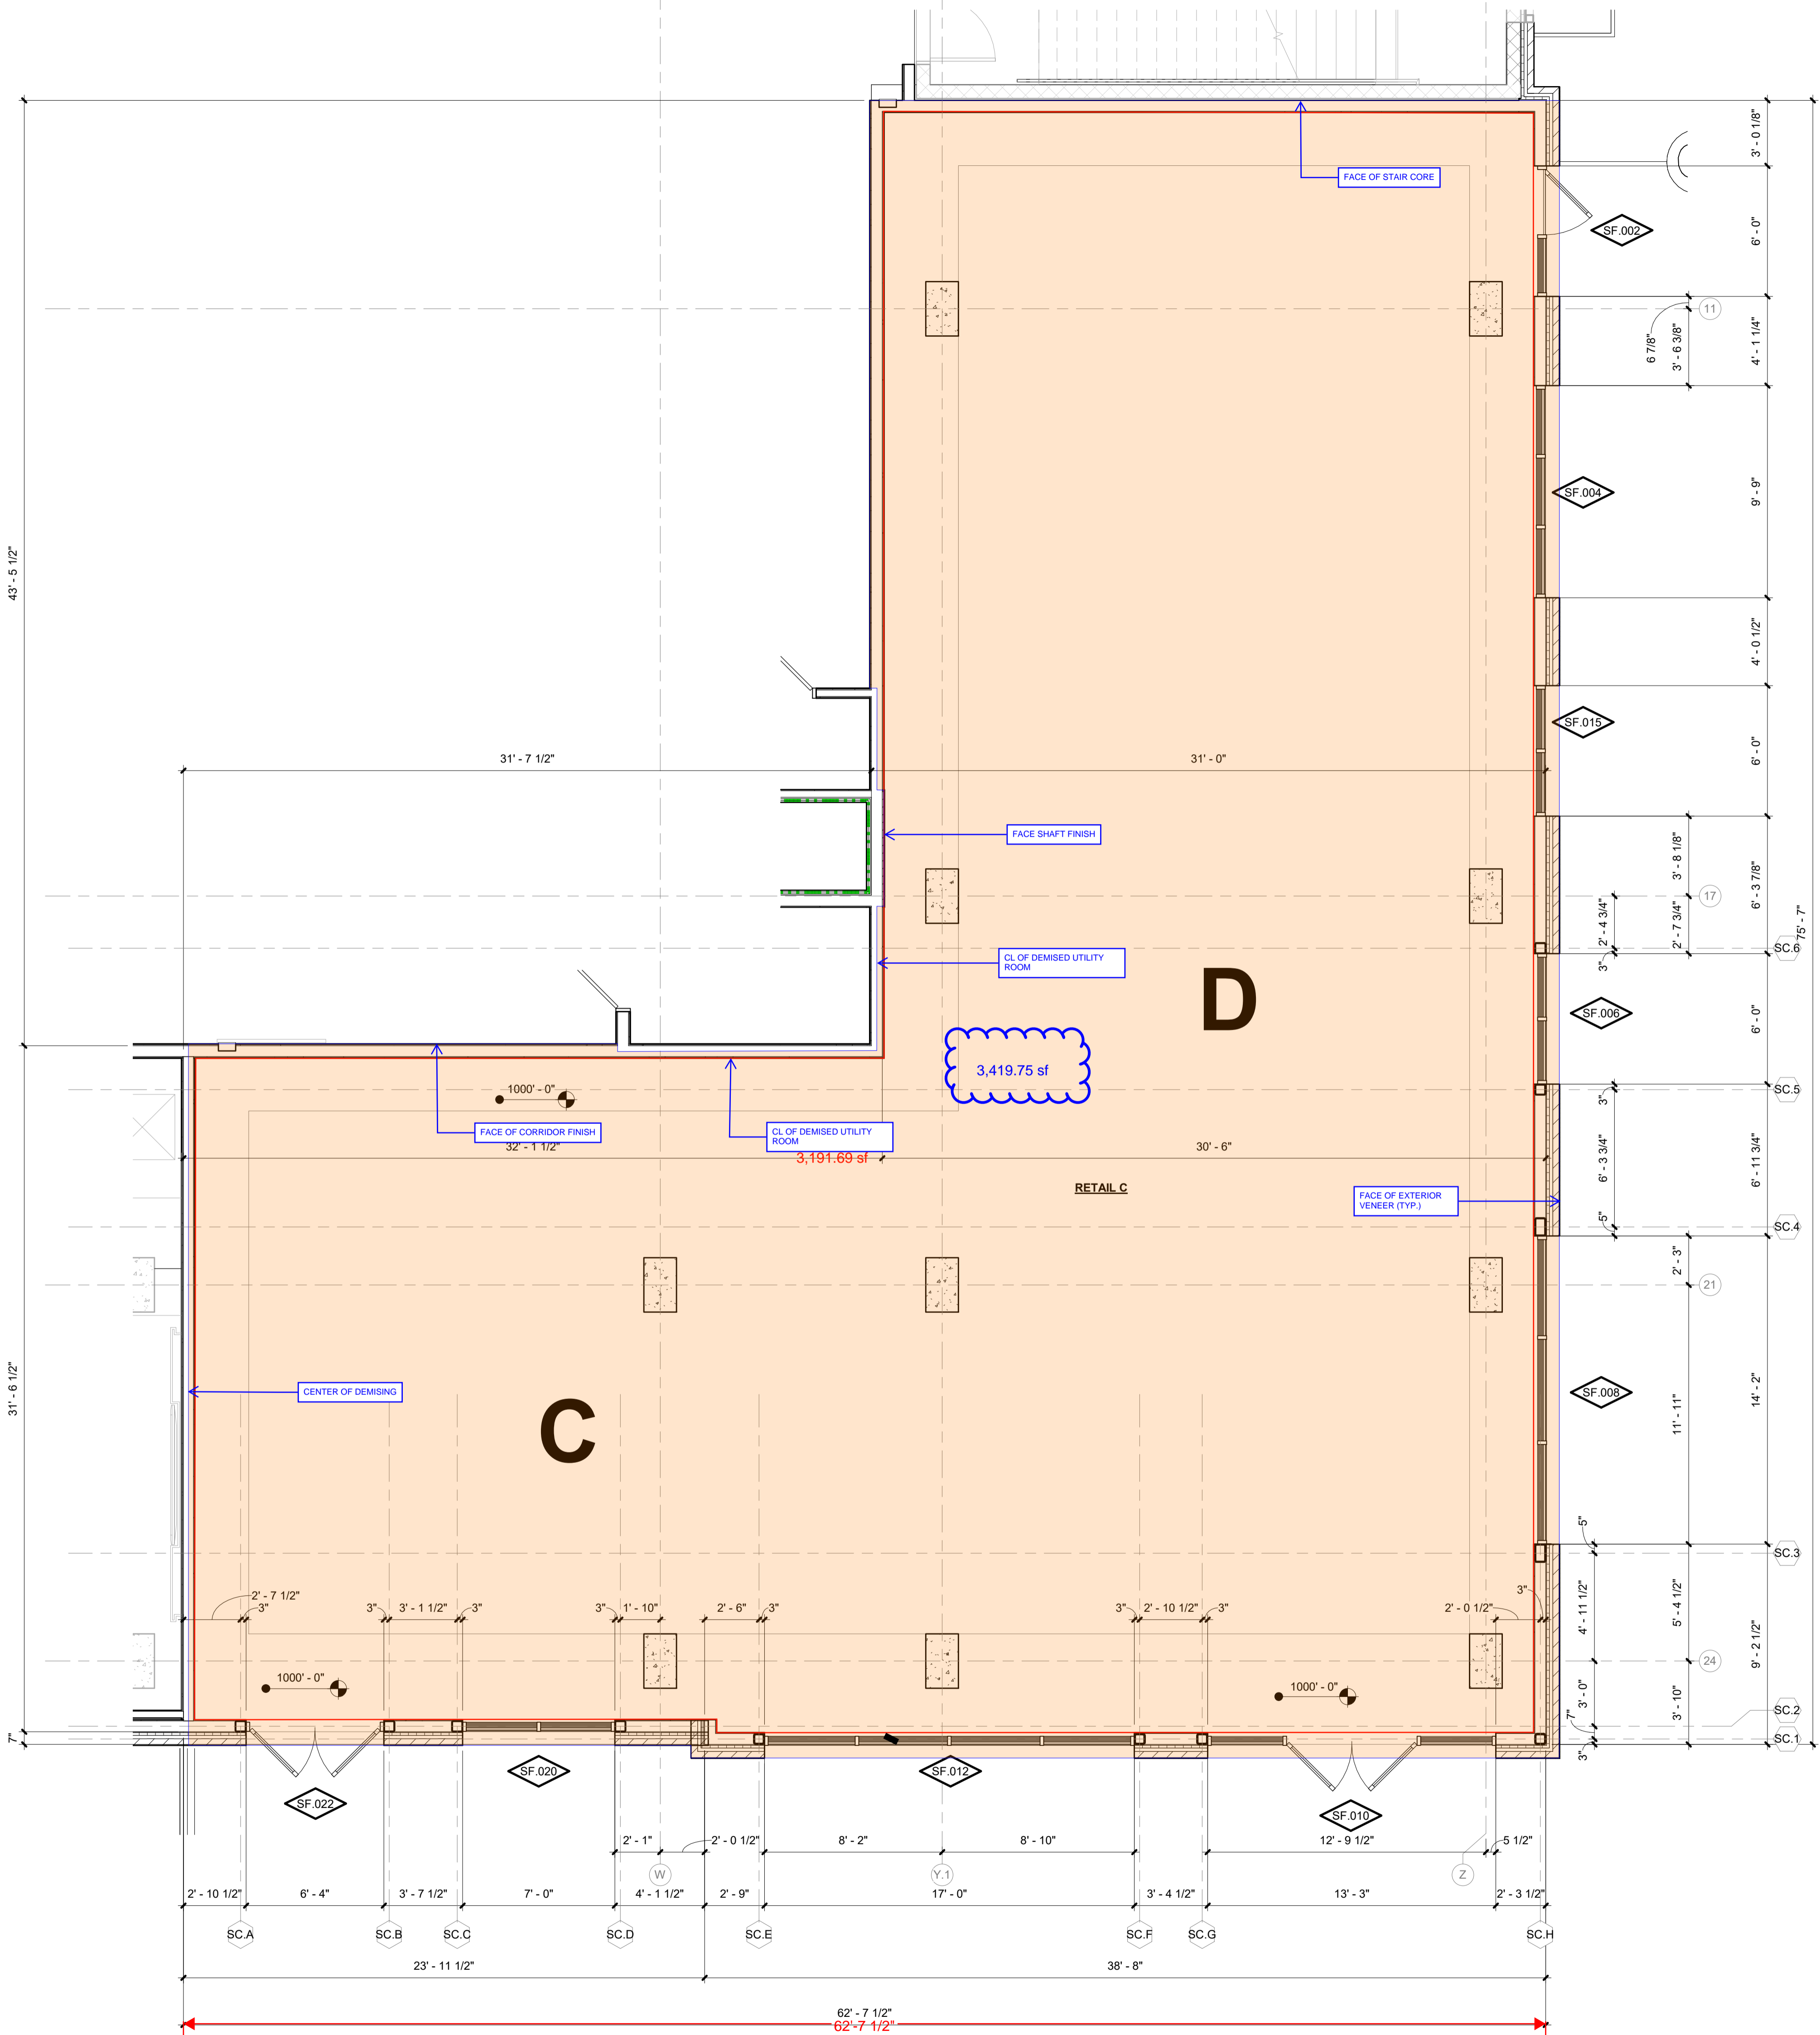 3' - 0 1/8"
FACE OF STAIR CORE
SF.002
6' - 0"
11
6 7/8"
3' - 6 3/8"
4' - 1 1/4"
SF.004
9' - 9"
43' - 5 1/2"
4' - 0 1/2"
SF.015
6' - 0"
31' - 7 1/2"
31' - 0"
FACE SHAFT FINISH
3' - 8 1/8"
6' - 3 7/8"
17
2' - 4 3/4"
2' - 7 3/4"
75' - 7"
SC.6
3"
CL OF DEMISED UTILITY
ROOM
D
SF.006
6' - 0"
3,419.75 sf
1000' - 0"
SC.5
3"
FACE OF CORRIDOR FINISH
CL OF DEMISED UTILITY
ROOM
32' - 1 1/2"
30' - 6"
3,191.69 sf
6' - 3 3/4"
6' - 11 3/4"
RETAIL C
FACE OF EXTERIOR
VENEER (TYP.)
5"
SC.4
2' - 3"
21
31' - 6 1/2"
CENTER OF DEMISING
SF.008
14' - 2"
C
11' - 11"
5"
SC.3
2' - 7 1/2"
3"
3"
3' - 1 1/2"
3"
3"
1' - 10"
2' - 6"
3"
3"
2' - 10 1/2"
3"
2' - 0 1/2"
3"
4' - 11 1/2"
5' - 4 1/2"
9' - 2 1/2"
24
1000' - 0"
1000' - 0"
3' - 0"
3' - 10"
7"
SC.2
7"
SC.1
3"
SF.022
SF.020
SF.012
SF.010
2' - 1"
2' - 0 1/2"
8' - 2"
8' - 10"
12' - 9 1/2"
5 1/2"
W
Y.1
Z
2' - 10 1/2"
6' - 4"
3' - 7 1/2"
7' - 0"
4' - 1 1/2"
2' - 9"
17' - 0"
3' - 4 1/2"
13' - 3"
2' - 3 1/2"
SC.A
SC.B
SC.C
SC.D
SC.E
SC.F
SC.G
SC.H
23' - 11 1/2"
38' - 8"
62' - 7 1/2"
62'-7 1/2"